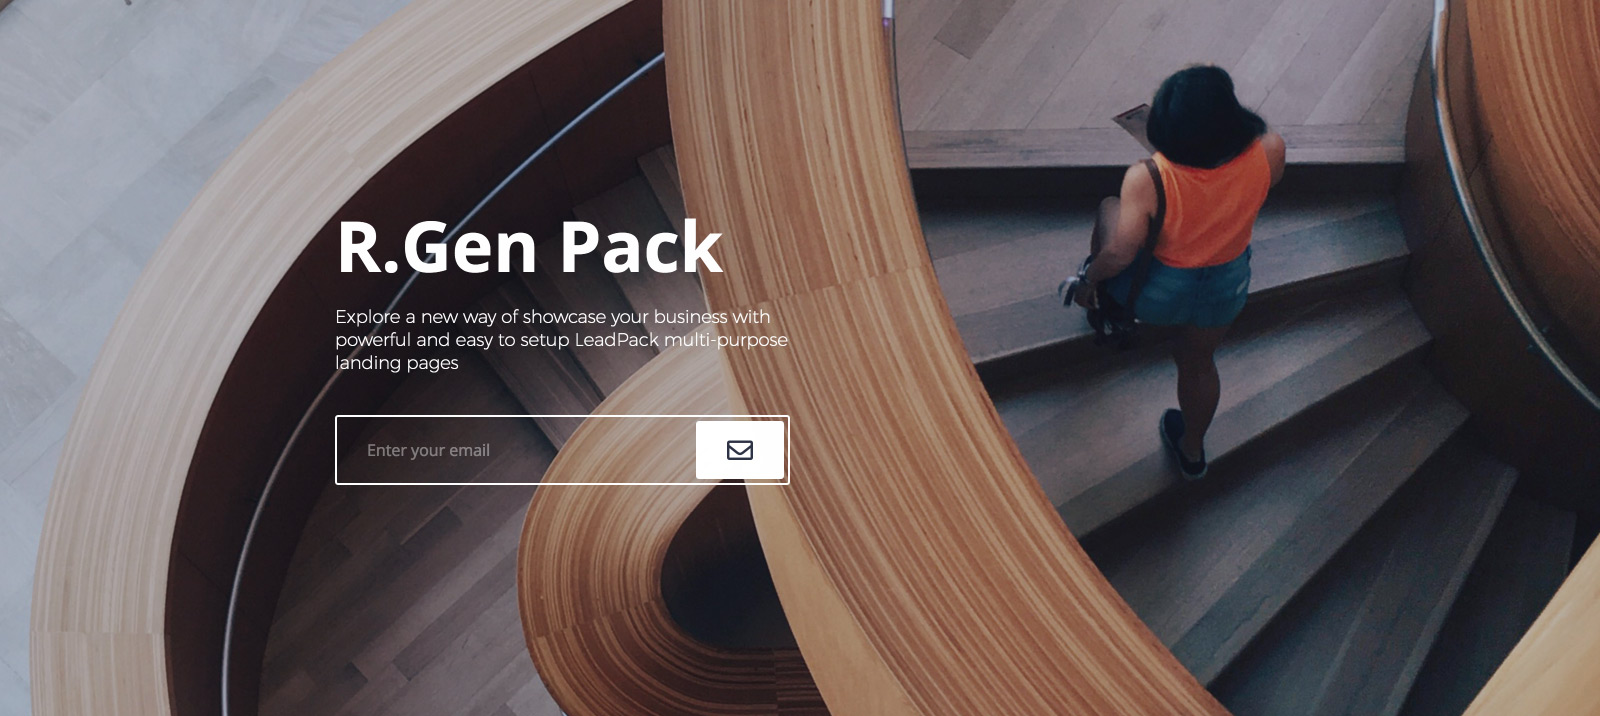 R.Gen Pack
Explore a new way of showcase your business with
powerful and easy to setup LeadPack multi-purpose
landing pages
Enter your email